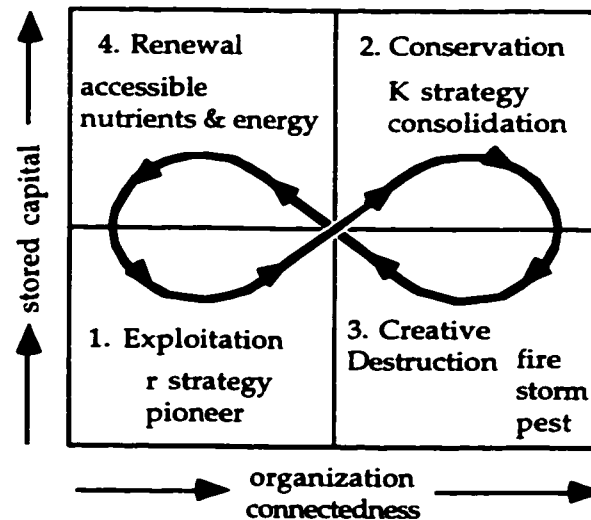 4. Renewal
accessible
nutrients & energy
2. Conservation
K strategy
consolidation
1. Exploitation
r strategy
pioneer
3. Creative
Destruction
fire
storm
pest
stored capital
organization
connectedness